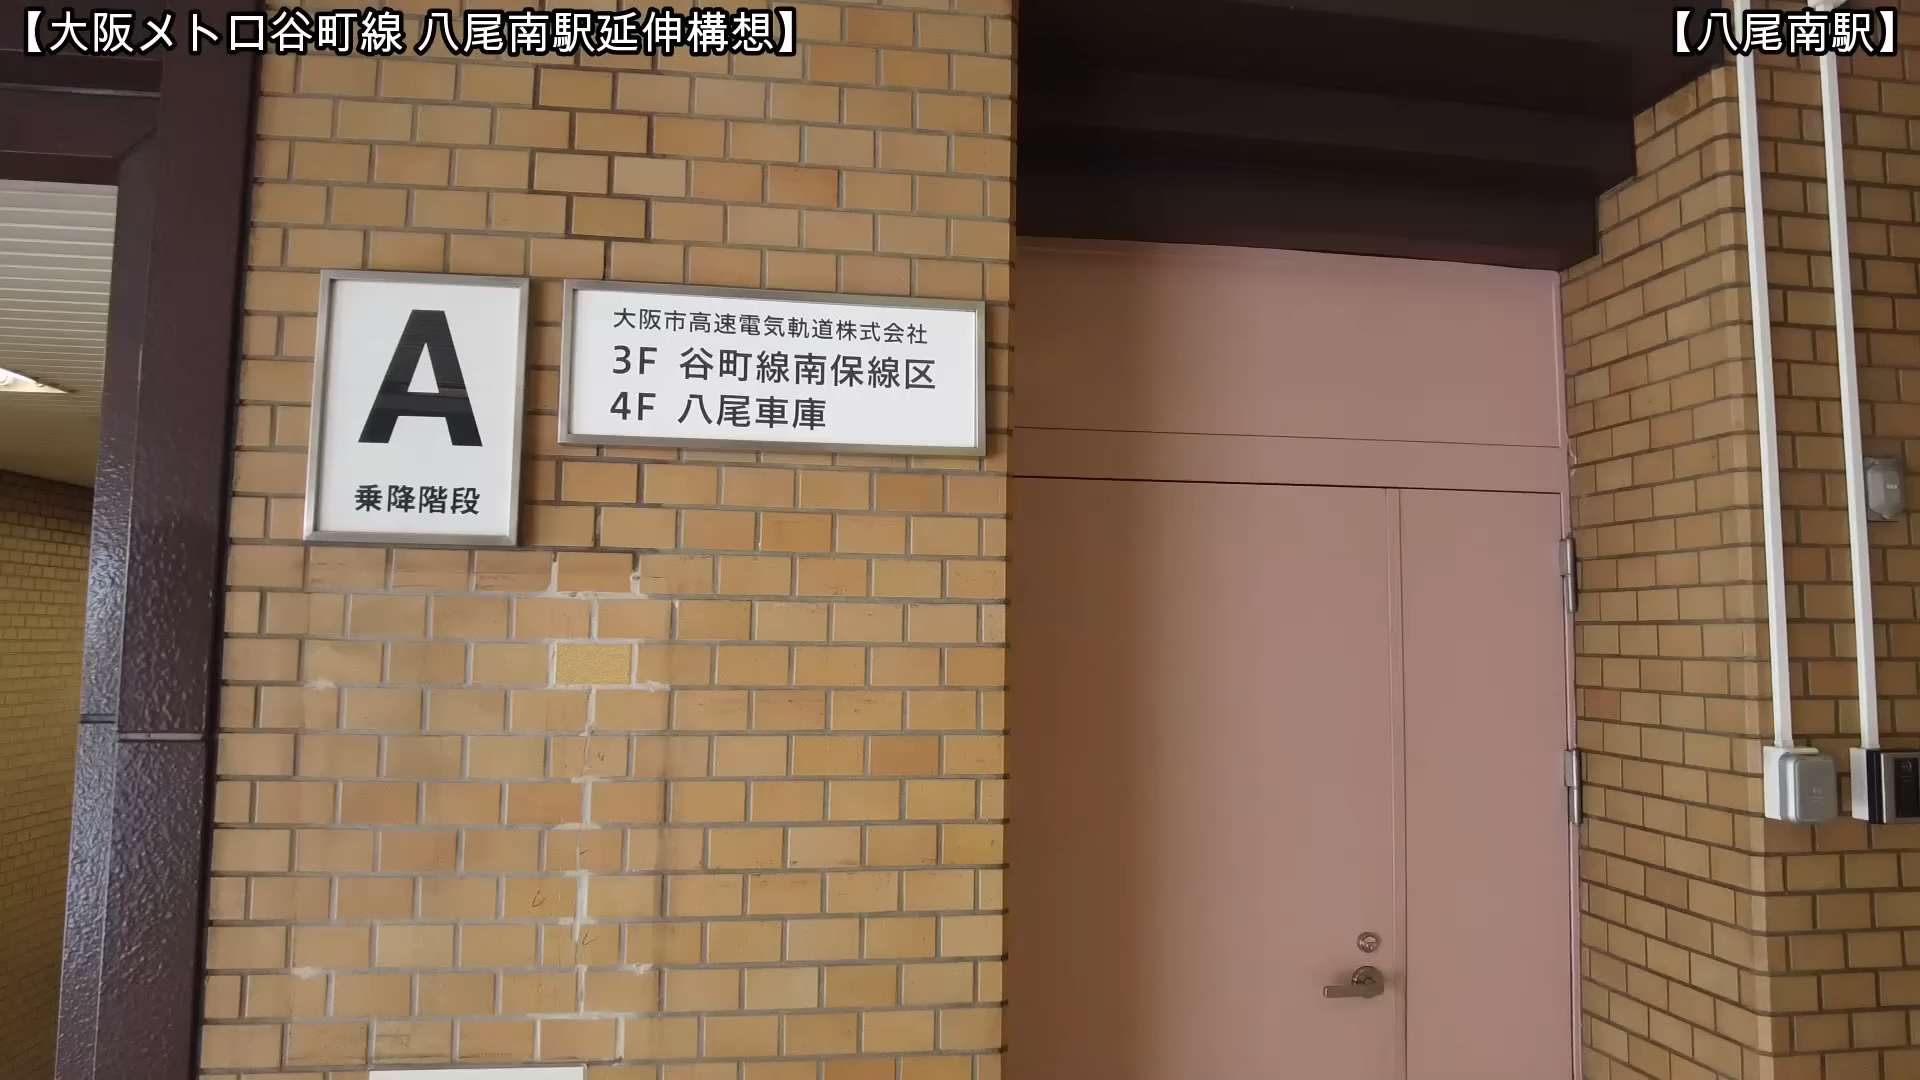 【大阪メトロ谷町線 八尾南駅延伸構想】
【八尾南駅】
A
乗降階段
大阪市高速電気軌道株式会社
3F 谷町線南保線区
4F 八尾車庫